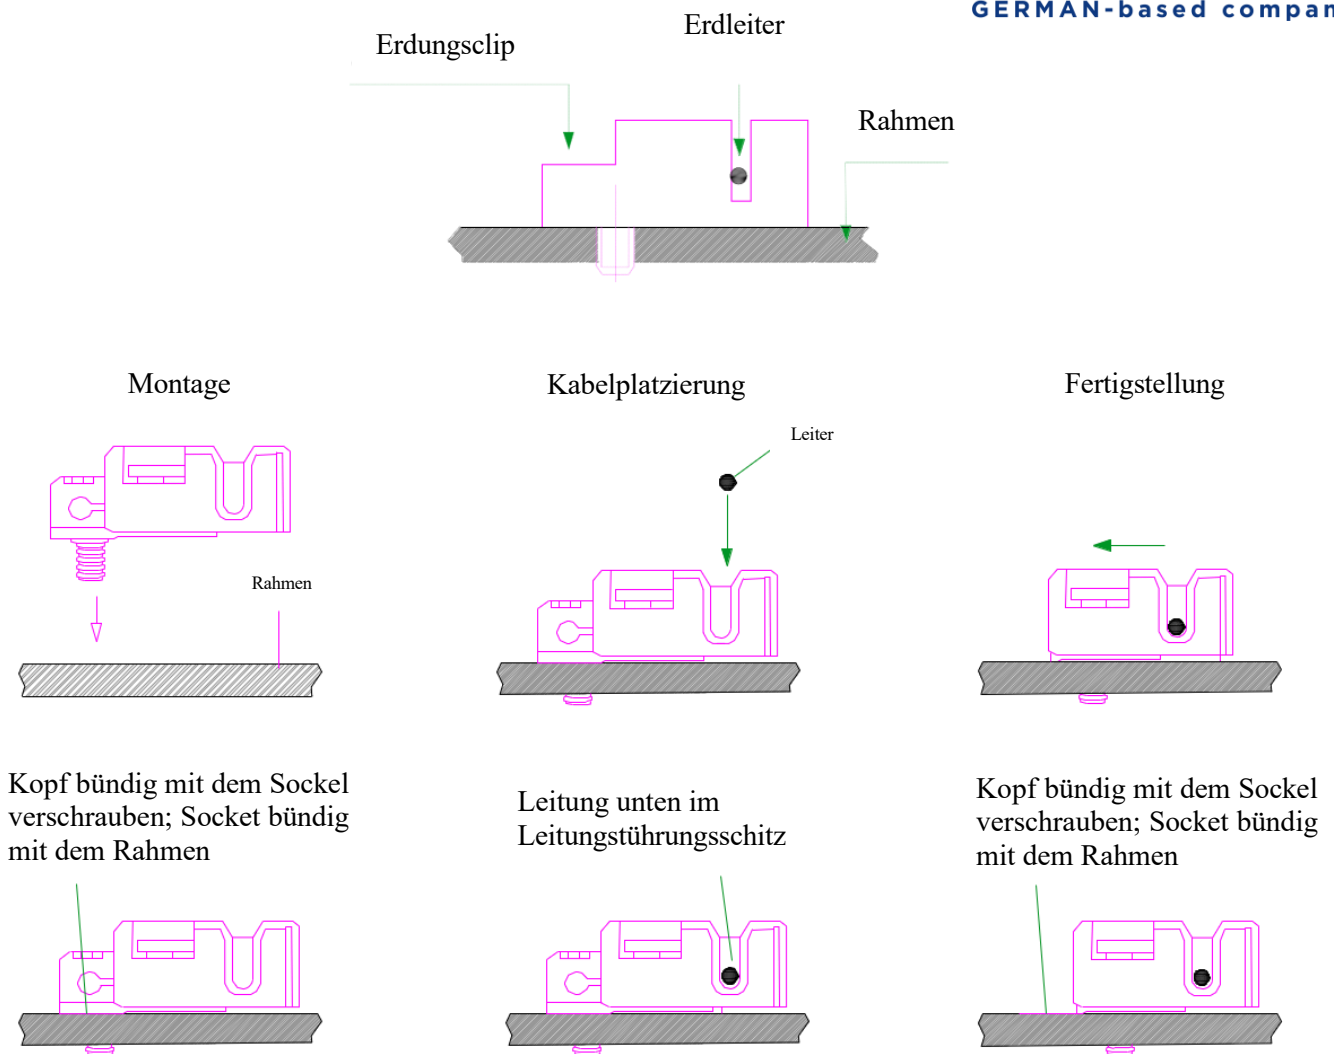 GERMAN-based compan
Erdleiter
Erdungsclip
Rahmen
Montage
Kabelplatzierung
Fertigstellung
Leiter
Rahmen
Kopf bündig mit dem Sockel
verschrauben; Socket bündig
mit dem Rahmen
Leitung unten im
Leitungstührungsschitz
Kopf bündig mit dem Sockel
verschrauben; Socket bündig
mit dem Rahmen